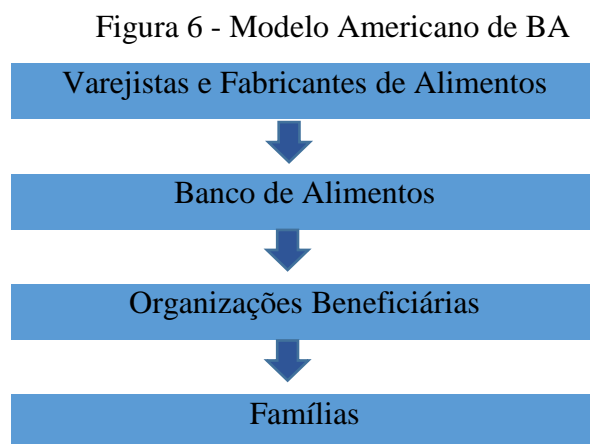 Figura 6 - Modelo Americano de BA
Varejistas e Fabricantes de Alimentos
Banco de Alimentos
Organizações Beneficiárias
Famílias